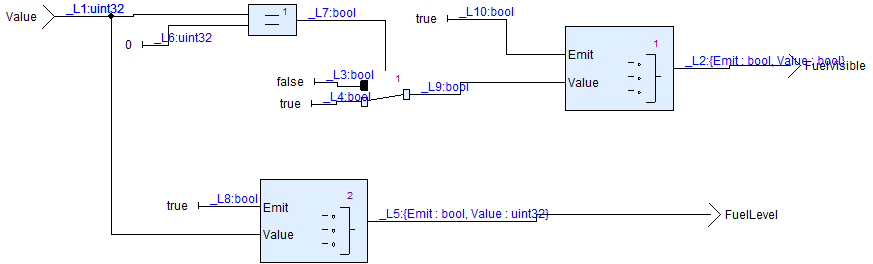 Value
_L1:uint32
1
_L7:bool
0
_L6:uint32
true
_L10:bool
1
Emit
Value
_L2:{Emit : bool, Value : bool}
FuelVisible
false
_L3:bool
1
true
_L4:bool
_L9:bool
true
_L8:bool
2
Emit
Value
_L5:{Emit : bool, Value : uint32}
FuelLevel